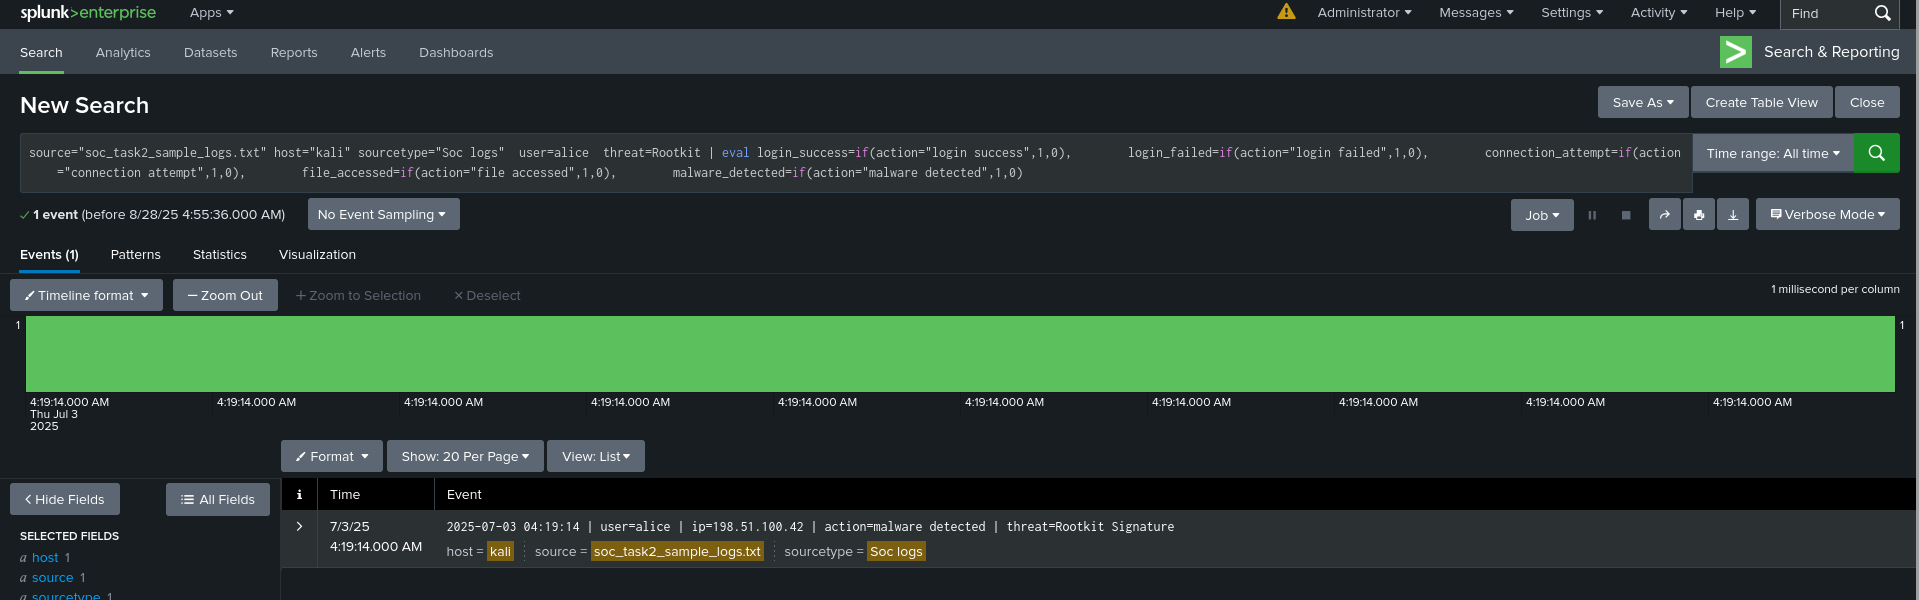 splunk>enterprise Apps Administrator Messages Settings Activity Help Find
Search Analytics Datasets Reports Alerts Dashboards Search & Reporting
New Search
Save As Create Table View Close
source="soc_task2_sample_logs.txt" host="kali" sourcetype="Soc logs" user=alice threat=Rootkit | eval login_success=if(action="login success",1,0), login_failed=if(action="login failed",1,0), connection_attempt=if(action
="connection attempt",1,0), file_accessed=if(action="file accessed",1,0), malware_detected=if(action="malware detected",1,0)
Time range: All time
1 event (before 8/28/25 4:55:36.000 AM) No Event Sampling Job Verbose Mode
Events (1) Patterns Statistics Visualization
Timeline format Zoom Out Zoom to Selection Deselect 1 millisecond per column
1 1
4:19:14.000 AM 4:19:14.000 AM 4:19:14.000 AM 4:19:14.000 AM 4:19:14.000 AM 4:19:14.000 AM 4:19:14.000 AM 4:19:14.000 AM 4:19:14.000 AM 4:19:14.000 AM
Thu Jul 3
2025
Format Show: 20 Per Page View: List
Hide Fields All Fields
i Time Event
SELECTED FIELDS
a host 1
a source 1
a sourcetype 1
7/3/25 2025-07-03 04:19:14 | user=alice | ip=198.51.100.42 | action=malware detected | threat=Rootkit Signature
4:19:14.000 AM host = kali source = soc_task2_sample_logs.txt sourcetype = Soc logs